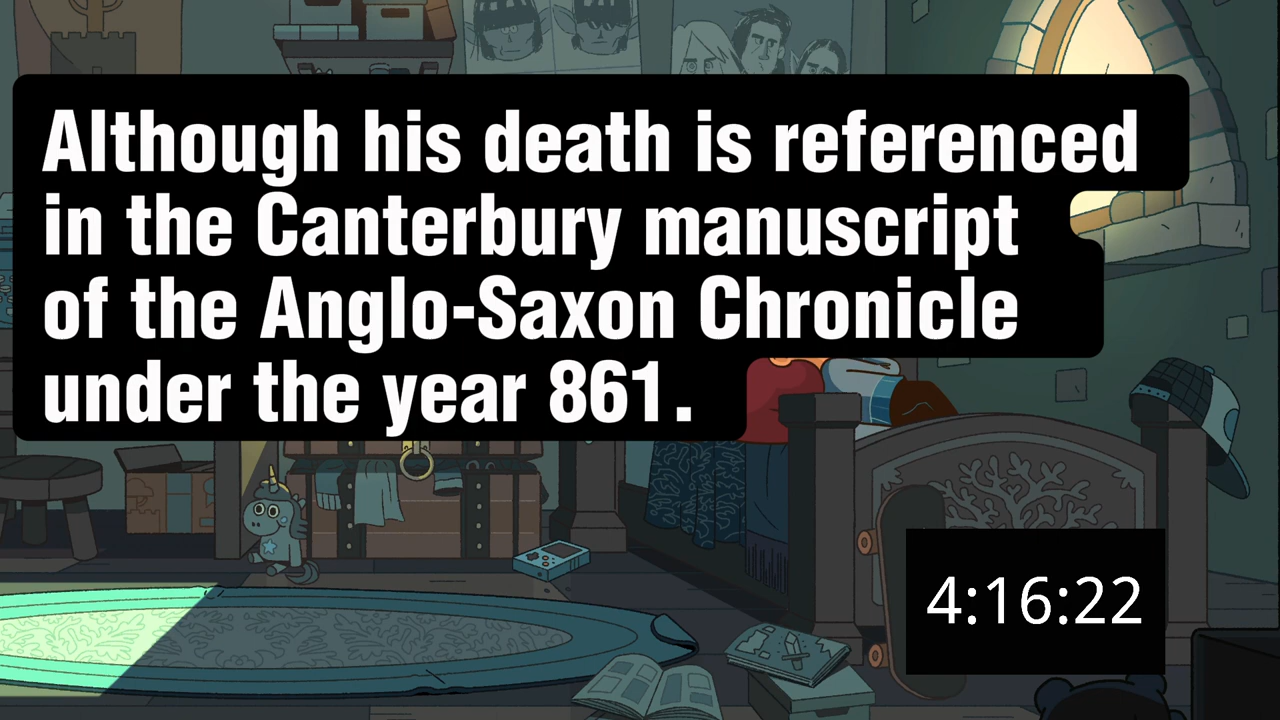 Although his death is referenced
in the Canterbury manuscript
of the Anglo-Saxon Chronicle
under the year 861.
4:16:22